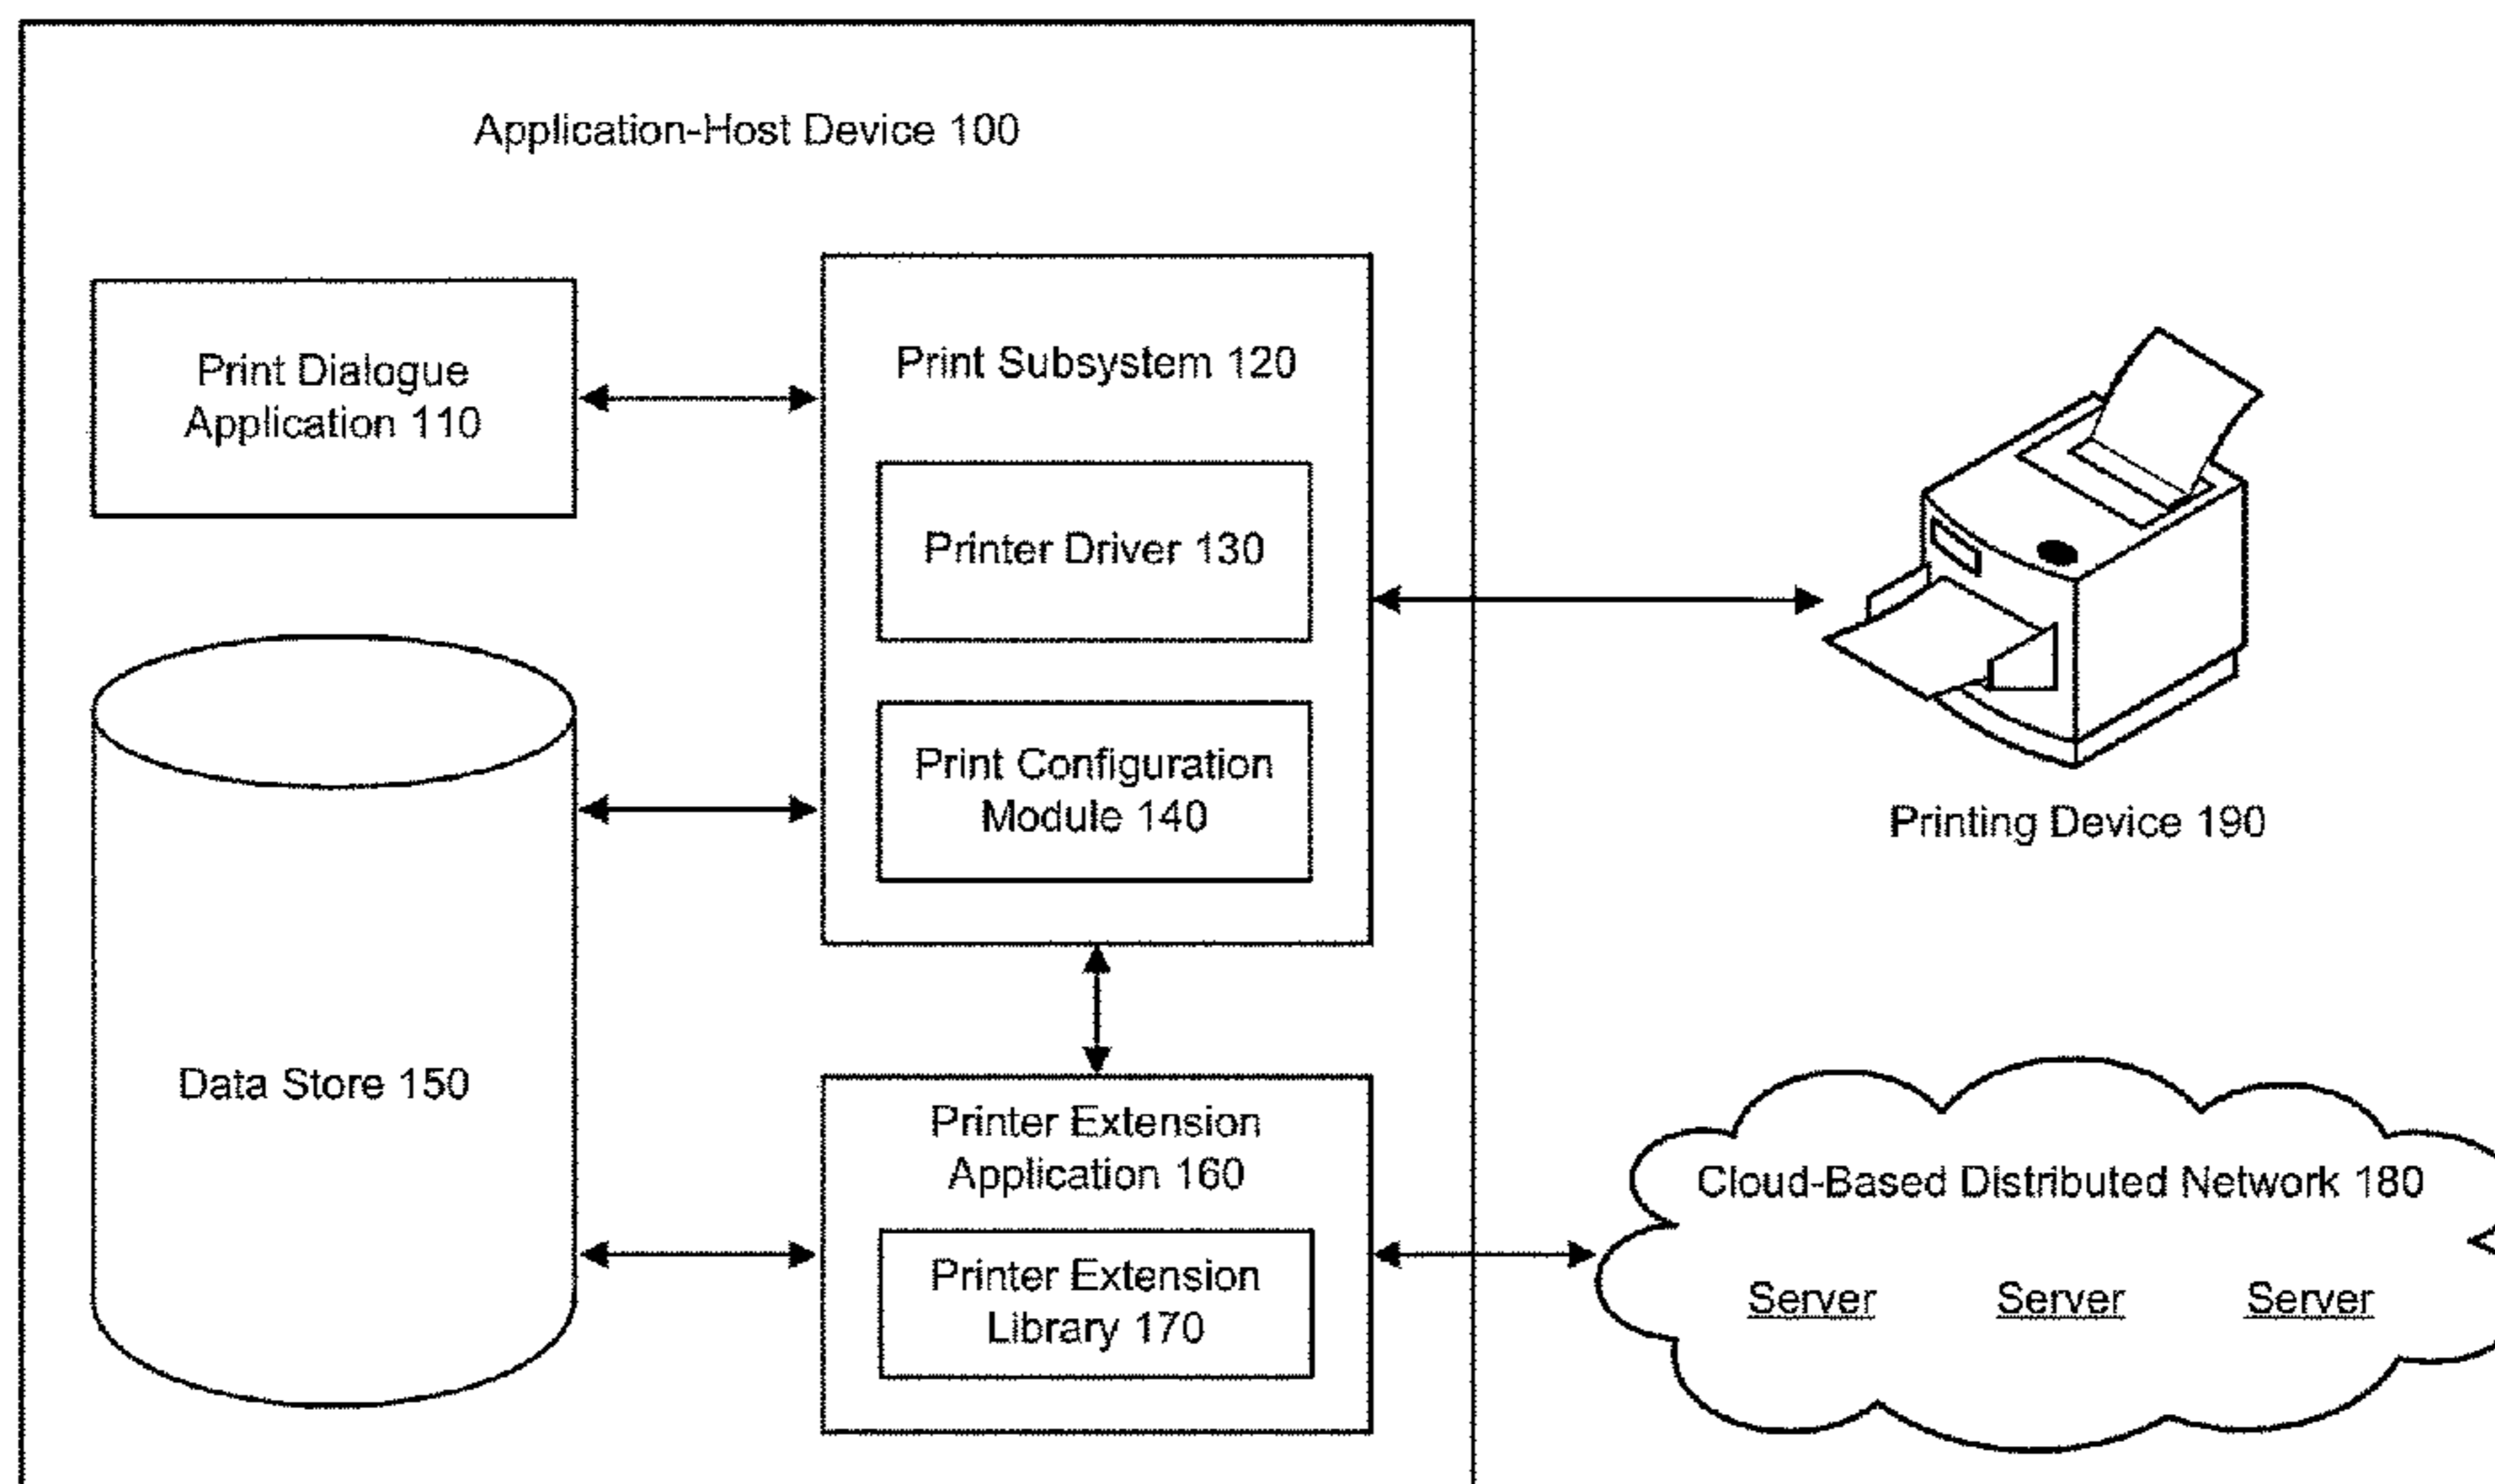 Application-Host Device 100
Print Dialogue
Application 110
Print Subsystem 120
Printer Driver 130
Print Configuration
Module 140
Printing Device 190
Data Store 150
Printer Extension
Application 160
Printer Extension
Library 170
Cloud-Based Distributed Network 180
Server Server Server